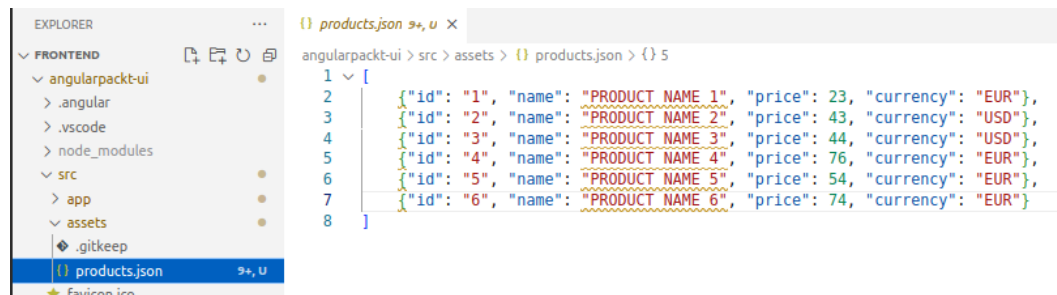 EXPLORER
FRONTEND
angularpackt-ui
.angular
.vscode
node_modules
src
app
assets
.gitkeep
{} products.json 9+, U
favicon.ico
{} products.json 9+, U ×
angularpackt-ui > src > assets > {} products.json > {} 5
1 [
2 {"id": "1", "name": "PRODUCT NAME 1", "price": 23, "currency": "EUR"},
3 {"id": "2", "name": "PRODUCT NAME 2", "price": 43, "currency": "USD"},
4 {"id": "3", "name": "PRODUCT NAME 3", "price": 44, "currency": "USD"},
5 {"id": "4", "name": "PRODUCT NAME 4", "price": 76, "currency": "EUR"},
6 {"id": "5", "name": "PRODUCT NAME 5", "price": 54, "currency": "EUR"},
7 {"id": "6", "name": "PRODUCT NAME 6", "price": 74, "currency": "EUR"}
8 ]